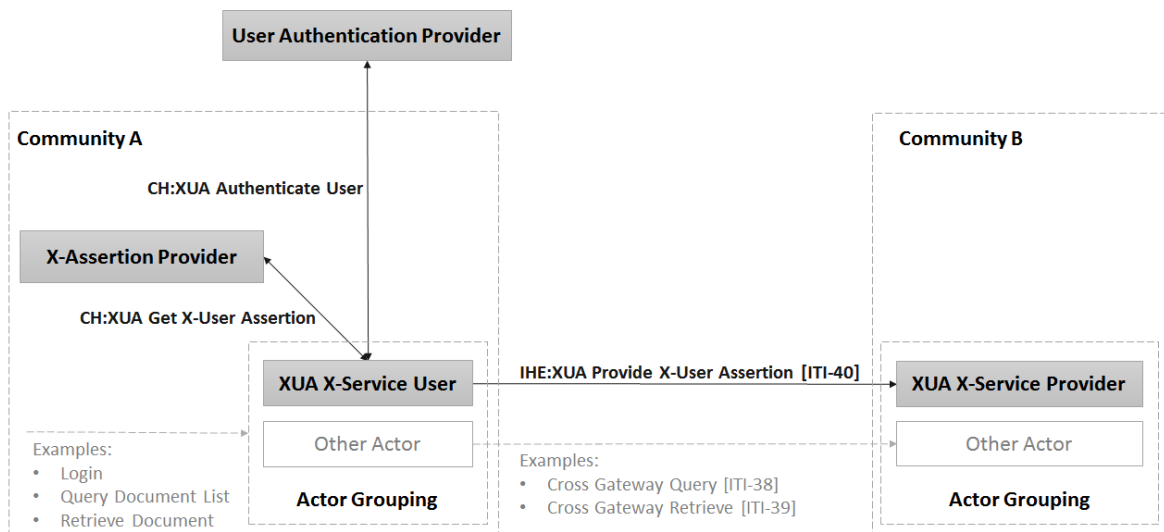 User Authentication Provider
Community A
Community B
CH:XUA Authenticate User
X-Assertion Provider
CH:XUA Get X-User Assertion
XUA X-Service User
IHE:XUA Provide X-User Assertion [ITI-40]
XUA X-Service Provider
Other Actor
Other Actor
Examples:
• Login
• Query Document List
• Retrieve Document
Actor Grouping
Examples:
• Cross Gateway Query [ITI-38]
• Cross Gateway Retrieve [ITI-39]
Actor Grouping